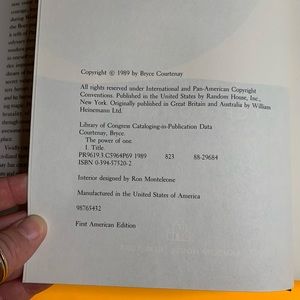 Copyright © 1989 by Bryce Courtenay
All rights reserved under International and Pan-American Copyright
Conventions. Published in the United States by Random House, Inc.,
New York. Originally published in Great Britain and Australia by William
Heinemann Ltd.
Library of Congress Cataloging-in-Publication Data
Courtenay, Bryce.
The power of one.
I. Title.
PR9619.3.C5964P69 1989 823 88-29684
ISBN 0-394-57520-2
Interior designed by Ron Monteleone
Manufactured in the United States of America
98765432
First American Edition